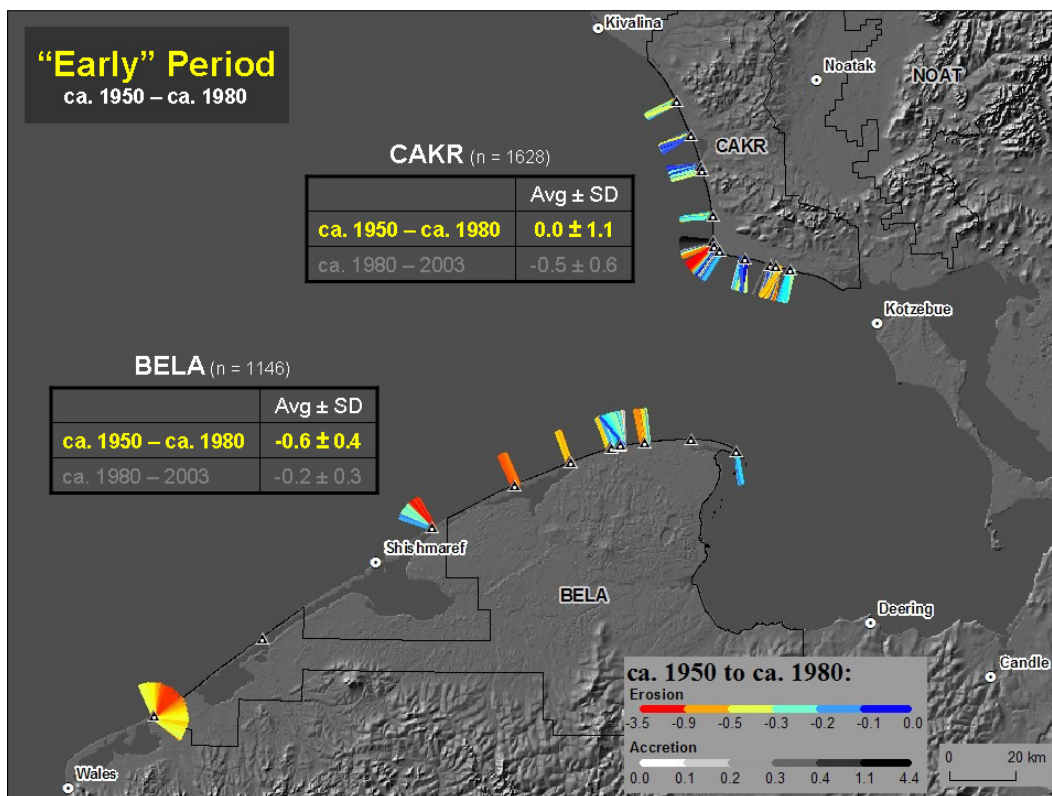 “Early” Period
ca. 1950 – ca. 1980
Kivalina
Noatak
NOAT
CAKR
CAKR (n = 1628)
Avg ± SD
ca. 1950 – ca. 1980 0.0 ± 1.1
ca. 1980 – 2003 -0.5 ± 0.6
Kotzebue
BELA (n = 1146)
Avg ± SD
ca. 1950 – ca. 1980 -0.6 ± 0.4
ca. 1980 – 2003 -0.2 ± 0.3
Shishmaref
BELA
Deering
Candle
Wales
ca. 1950 to ca. 1980:
Erosion
-3.5 -0.9 -0.5 -0.3 -0.2 -0.1 0.0
Accretion
0.0 0.1 0.2 0.3 0.4 1.1 4.4
0 20 km